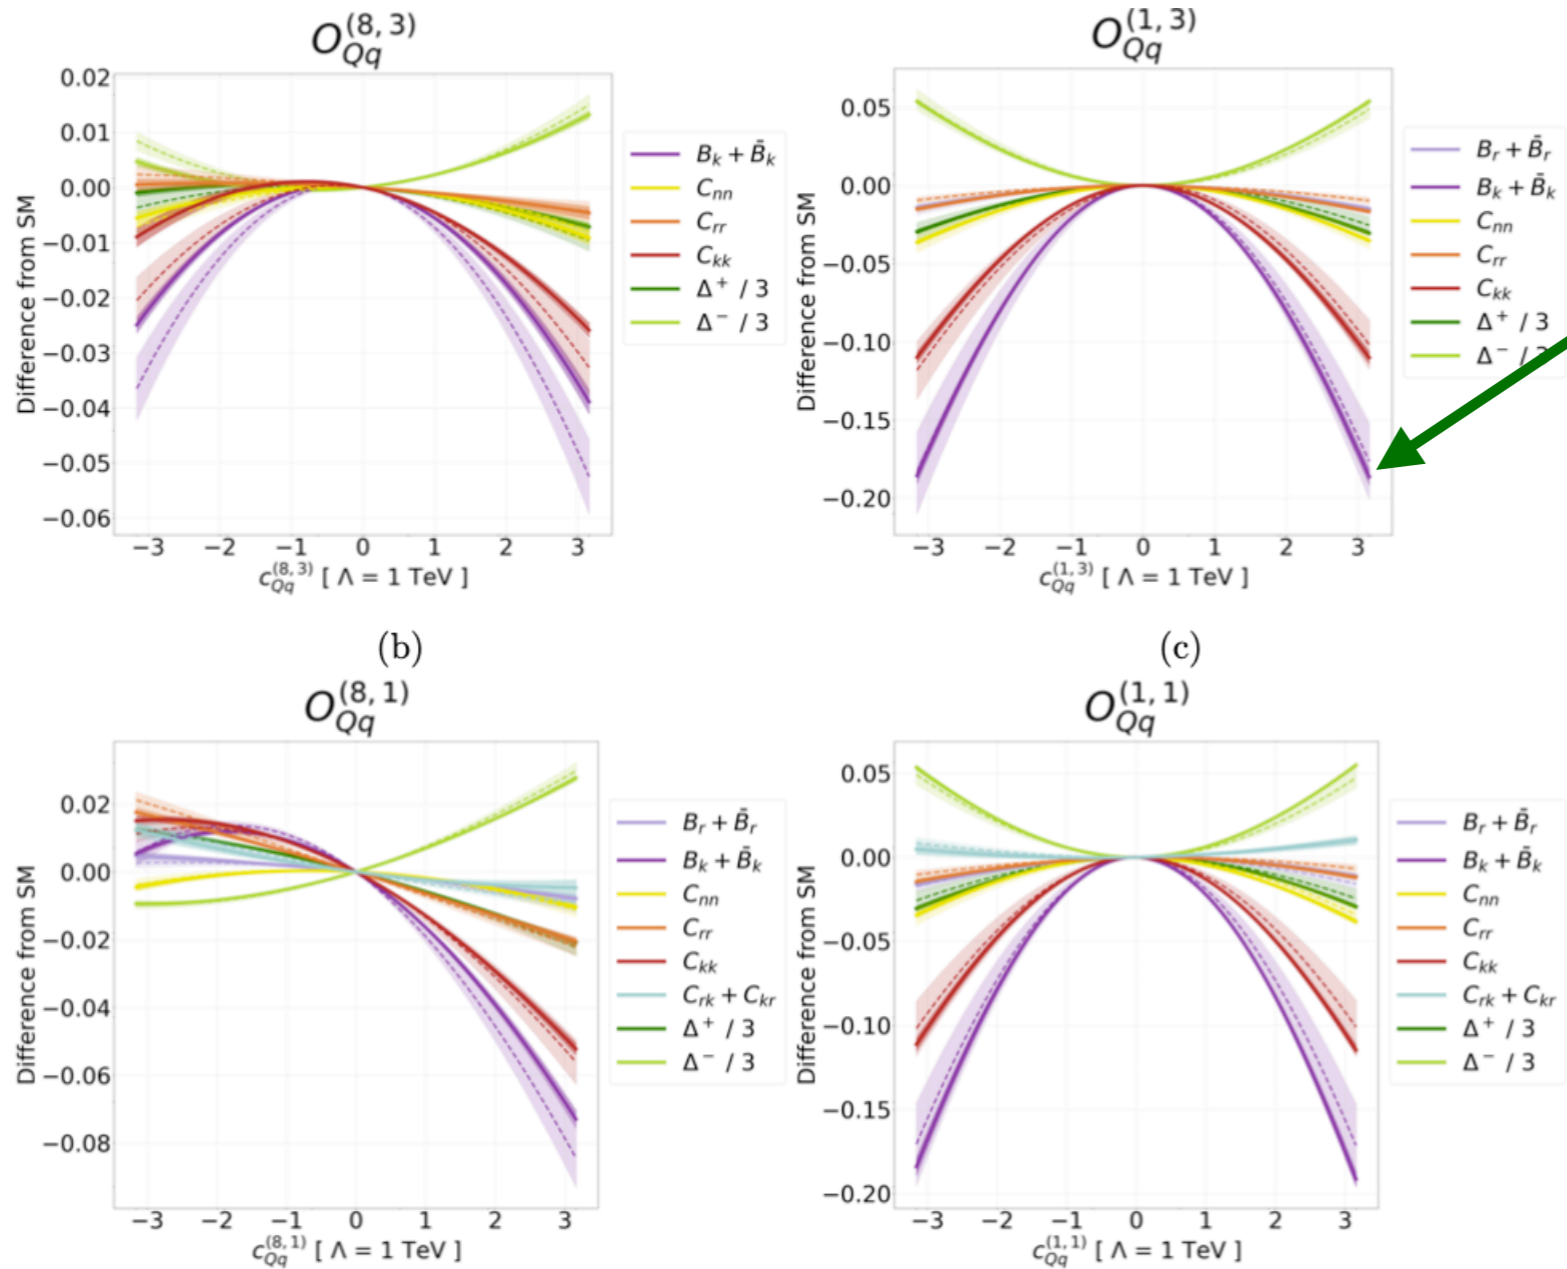 O_{Qq}^{(8,3)}
Difference from SM
0.02
0.01
0.00
−0.01
−0.02
−0.03
−0.04
−0.05
−0.06
−3 −2 −1 0 1 2 3
c_{Qq}^{(8,3)} [ Λ = 1 TeV ]
B_k + B̄_k
C_{nn}
C_{rr}
C_{kk}
Δ⁺ / 3
Δ⁻ / 3
(b)
O_{Qq}^{(1,3)}
Difference from SM
0.05
0.00
−0.05
−0.10
−0.15
−0.20
−3 −2 −1 0 1 2 3
c_{Qq}^{(1,3)} [ Λ = 1 TeV ]
B_r + B̄_r
B_k + B̄_k
C_{nn}
C_{rr}
C_{kk}
Δ⁺ / 3
Δ⁻ / 3
(c)
O_{Qq}^{(8,1)}
Difference from SM
0.02
0.00
−0.02
−0.04
−0.06
−0.08
−3 −2 −1 0 1 2 3
c_{Qq}^{(8,1)} [ Λ = 1 TeV ]
B_r + B̄_r
B_k + B̄_k
C_{nn}
C_{rr}
C_{kk}
C_{rk} + C_{kr}
Δ⁺ / 3
Δ⁻ / 3
O_{Qq}^{(1,1)}
Difference from SM
0.05
0.00
−0.05
−0.10
−0.15
−0.20
−3 −2 −1 0 1 2 3
c_{Qq}^{(1,1)} [ Λ = 1 TeV ]
B_r + B̄_r
B_k + B̄_k
C_{nn}
C_{rr}
C_{kk}
C_{rk} + C_{kr}
Δ⁺ / 3
Δ⁻ / 3